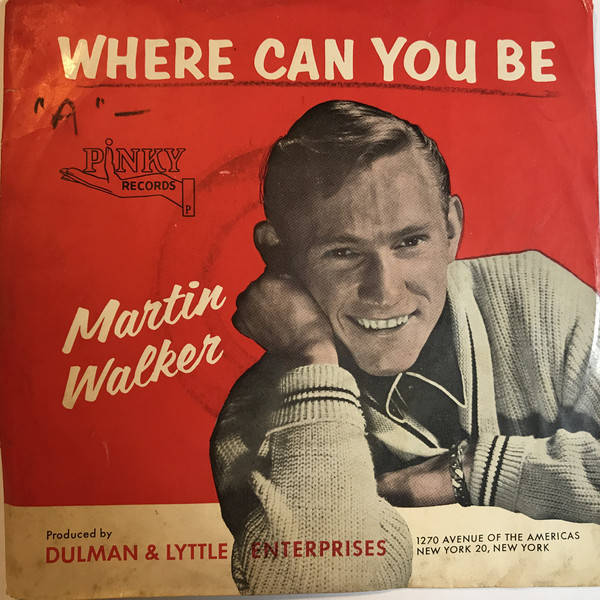 WHERE CAN YOU BE
"A" —
PINKY
RECORDS
P
Martin
Walker
Produced by
DULMAN & LYTTLE ENTERPRISES
1270 AVENUE OF THE AMERICAS
NEW YORK 20, NEW YORK